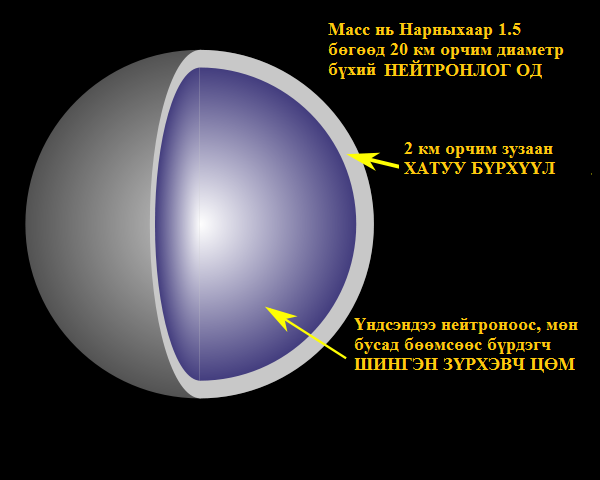 Масс нь Нарныхаар 1.5
бөгөөд 20 км орчим диаметр
бүхий НЕЙТРОНЛОГ ОД
2 км орчим зузаан
ХАТУУ БҮРХҮҮЛ
Үндсэндээ нейтроноос, мөн
бусад бөөмсөөс бүрдэгч
ШИНГЭН ЗҮРХЭВЧ ЦӨМ